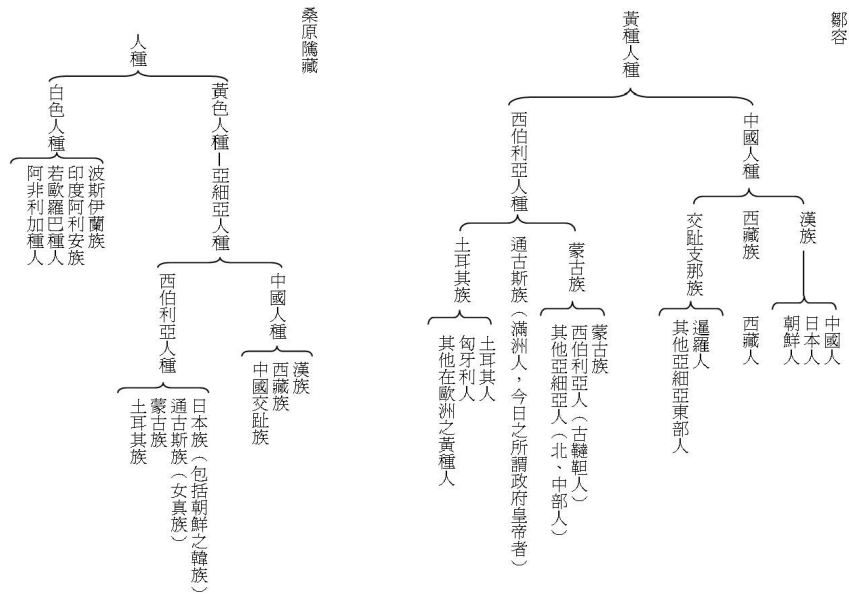 鄒容
黃種人種
中國人種
漢族
中國人
日本人
朝鮮人
西藏族
西藏人
交趾支那族
暹羅人
其他亞細亞東部人
西伯利亞人種
蒙古族
蒙古族
西伯利亞人（古韃靼人）
其他亞細亞人（北、中部人）
通古斯族（滿洲人，今日之所謂政府皇帝者）
土耳其族
土耳其人
匈牙利人
其他在歐洲之黃種人
桑原隲藏
人種
黃色人種－亞細亞人種
中國人種
漢族
西藏族
中國交趾族
西伯利亞人種
日本族（包括朝鮮之韓族）
通古斯族（女真族）
蒙古族
土耳其族
白色人種
波斯伊蘭族
印度阿利安族
若歐羅巴種人
阿非利加種人